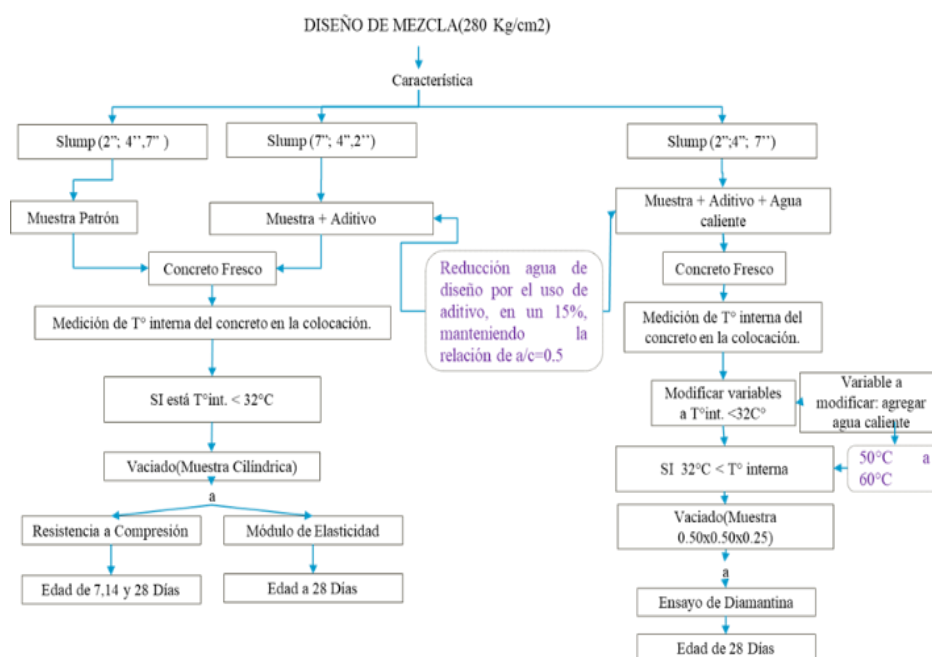 DISEÑO DE MEZCLA(280 Kg/cm2)
Característica
Slump (2”; 4’’,7” )
Slump (7”; 4”,2’’)
Slump (2”;4”; 7’’)
Muestra Patrón
Muestra + Aditivo
Muestra + Aditivo + Agua
caliente
Concreto Fresco
Concreto Fresco
Reducción agua de
diseño por el uso de
aditivo, en un 15%,
manteniendo la
relación de a/c=0.5
Medición de T° interna del concreto en la colocación.
Medición de T° interna del
concreto en la colocación.
SI está T°int. < 32°C
Modificar variables
a T°int. <32C°
Variable a
modificar: agregar
agua caliente
50°C a
60°C
SI 32°C < T° interna
Vaciado(Muestra Cilíndrica)
a
Vaciado(Muestra
0.50x0.50x0.25)
a
Resistencia a Compresión
Módulo de Elasticidad
Ensayo de Diamantina
Edad de 7,14 y 28 Días
Edad a 28 Días
Edad de 28 Días